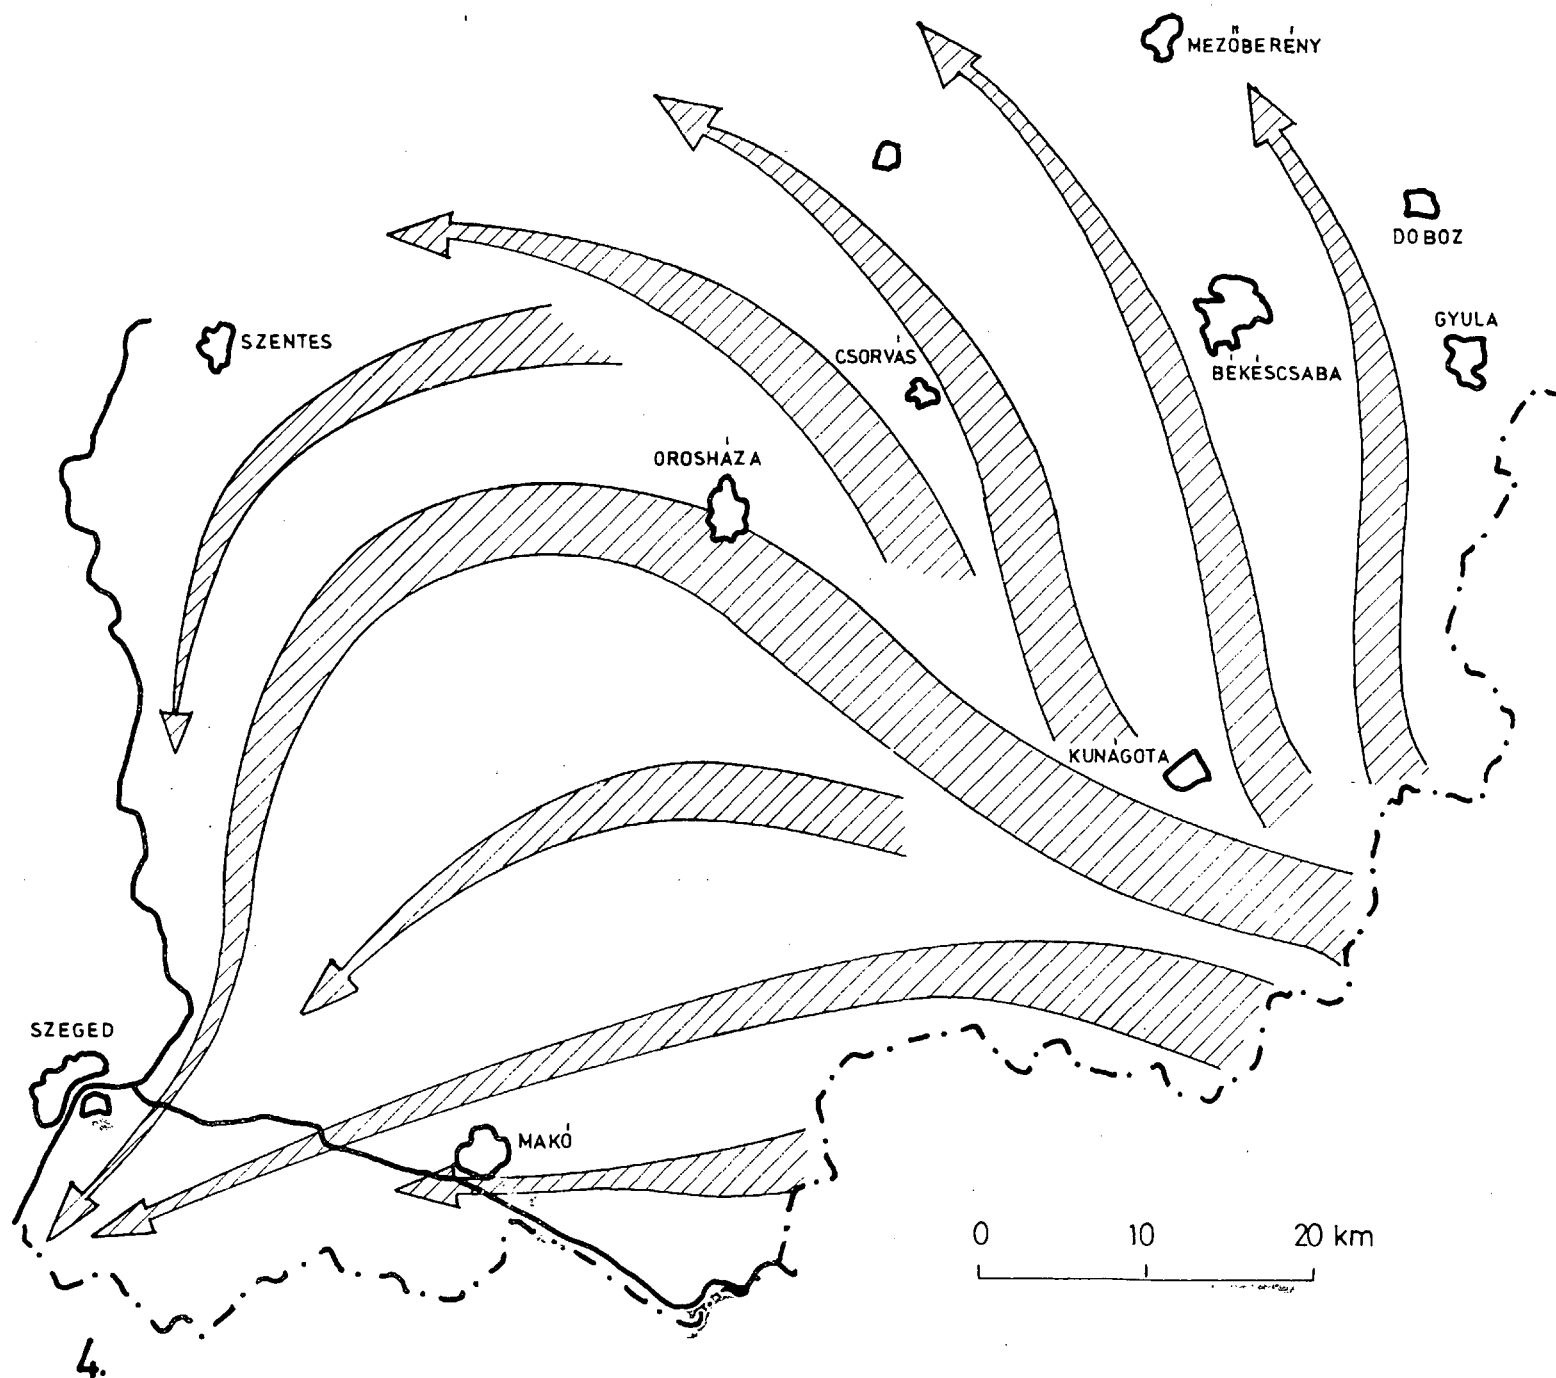 MEZŐBERÉNY
DOBOZ
GYULA
SZENTES
CSORVÁS
BÉKÉSCSABA
OROSHÁZA
KUNÁGOTA
SZEGED
MAKÓ
0 10 20 km
4.